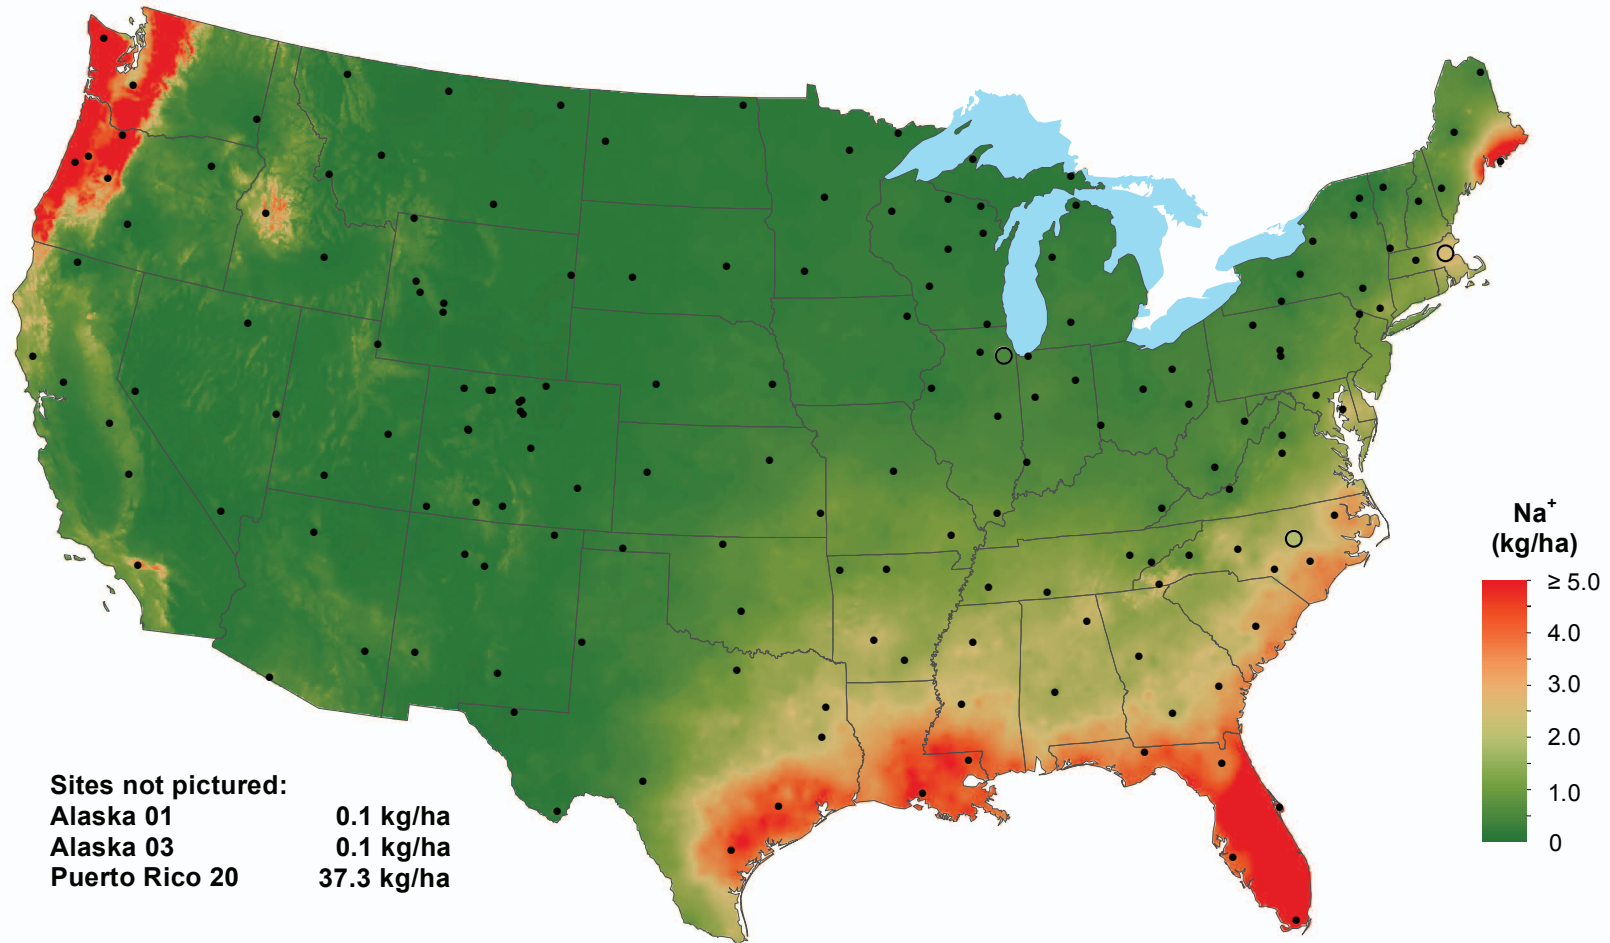 Na+
(kg/ha)
≥ 5.0
4.0
3.0
2.0
1.0
0
Sites not pictured:
Alaska 01 0.1 kg/ha
Alaska 03 0.1 kg/ha
Puerto Rico 20 37.3 kg/ha